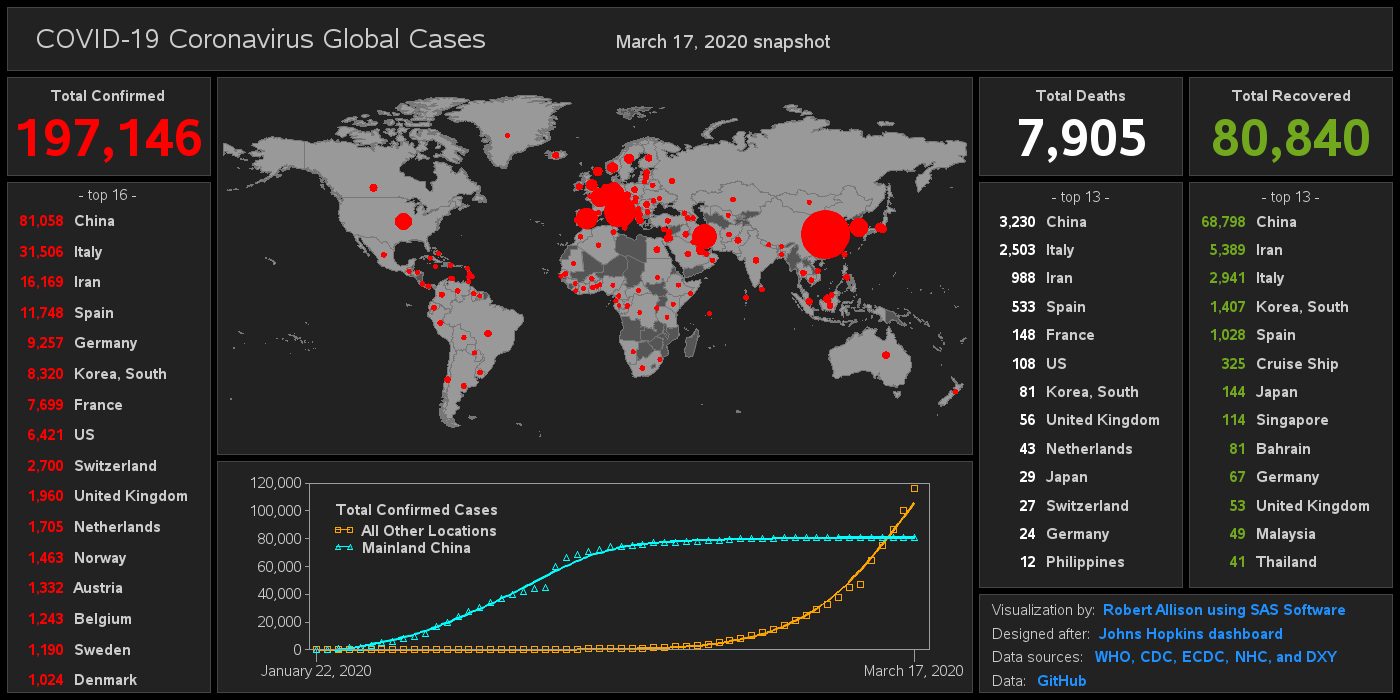 COVID-19 Coronavirus Global Cases
March 17, 2020 snapshot
Total Confirmed
197,146
- top 16 -
81,058 China
31,506 Italy
16,169 Iran
11,748 Spain
9,257 Germany
8,320 Korea, South
7,699 France
6,421 US
2,700 Switzerland
1,960 United Kingdom
1,705 Netherlands
1,463 Norway
1,332 Austria
1,243 Belgium
1,190 Sweden
1,024 Denmark
120,000
100,000
80,000
60,000
40,000
20,000
0
Total Confirmed Cases
All Other Locations
Mainland China
January 22, 2020
March 17, 2020
Total Deaths
7,905
- top 13 -
3,230 China
2,503 Italy
988 Iran
533 Spain
148 France
108 US
81 Korea, South
56 United Kingdom
43 Netherlands
29 Japan
27 Switzerland
24 Germany
12 Philippines
Total Recovered
80,840
- top 13 -
68,798 China
5,389 Iran
2,941 Italy
1,407 Korea, South
1,028 Spain
325 Cruise Ship
144 Japan
114 Singapore
81 Bahrain
67 Germany
53 United Kingdom
49 Malaysia
41 Thailand
Visualization by: Robert Allison using SAS Software
Designed after: Johns Hopkins dashboard
Data sources: WHO, CDC, ECDC, NHC, and DXY
Data: GitHub